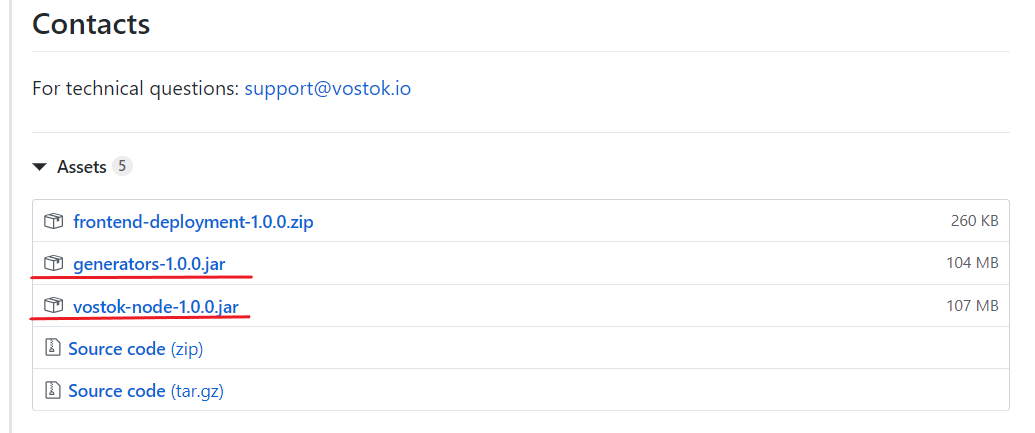 Contacts
For technical questions: support@vostok.io
Assets 5
frontend-deployment-1.0.0.zip 260 KB
generators-1.0.0.jar 104 MB
vostok-node-1.0.0.jar 107 MB
Source code (zip)
Source code (tar.gz)